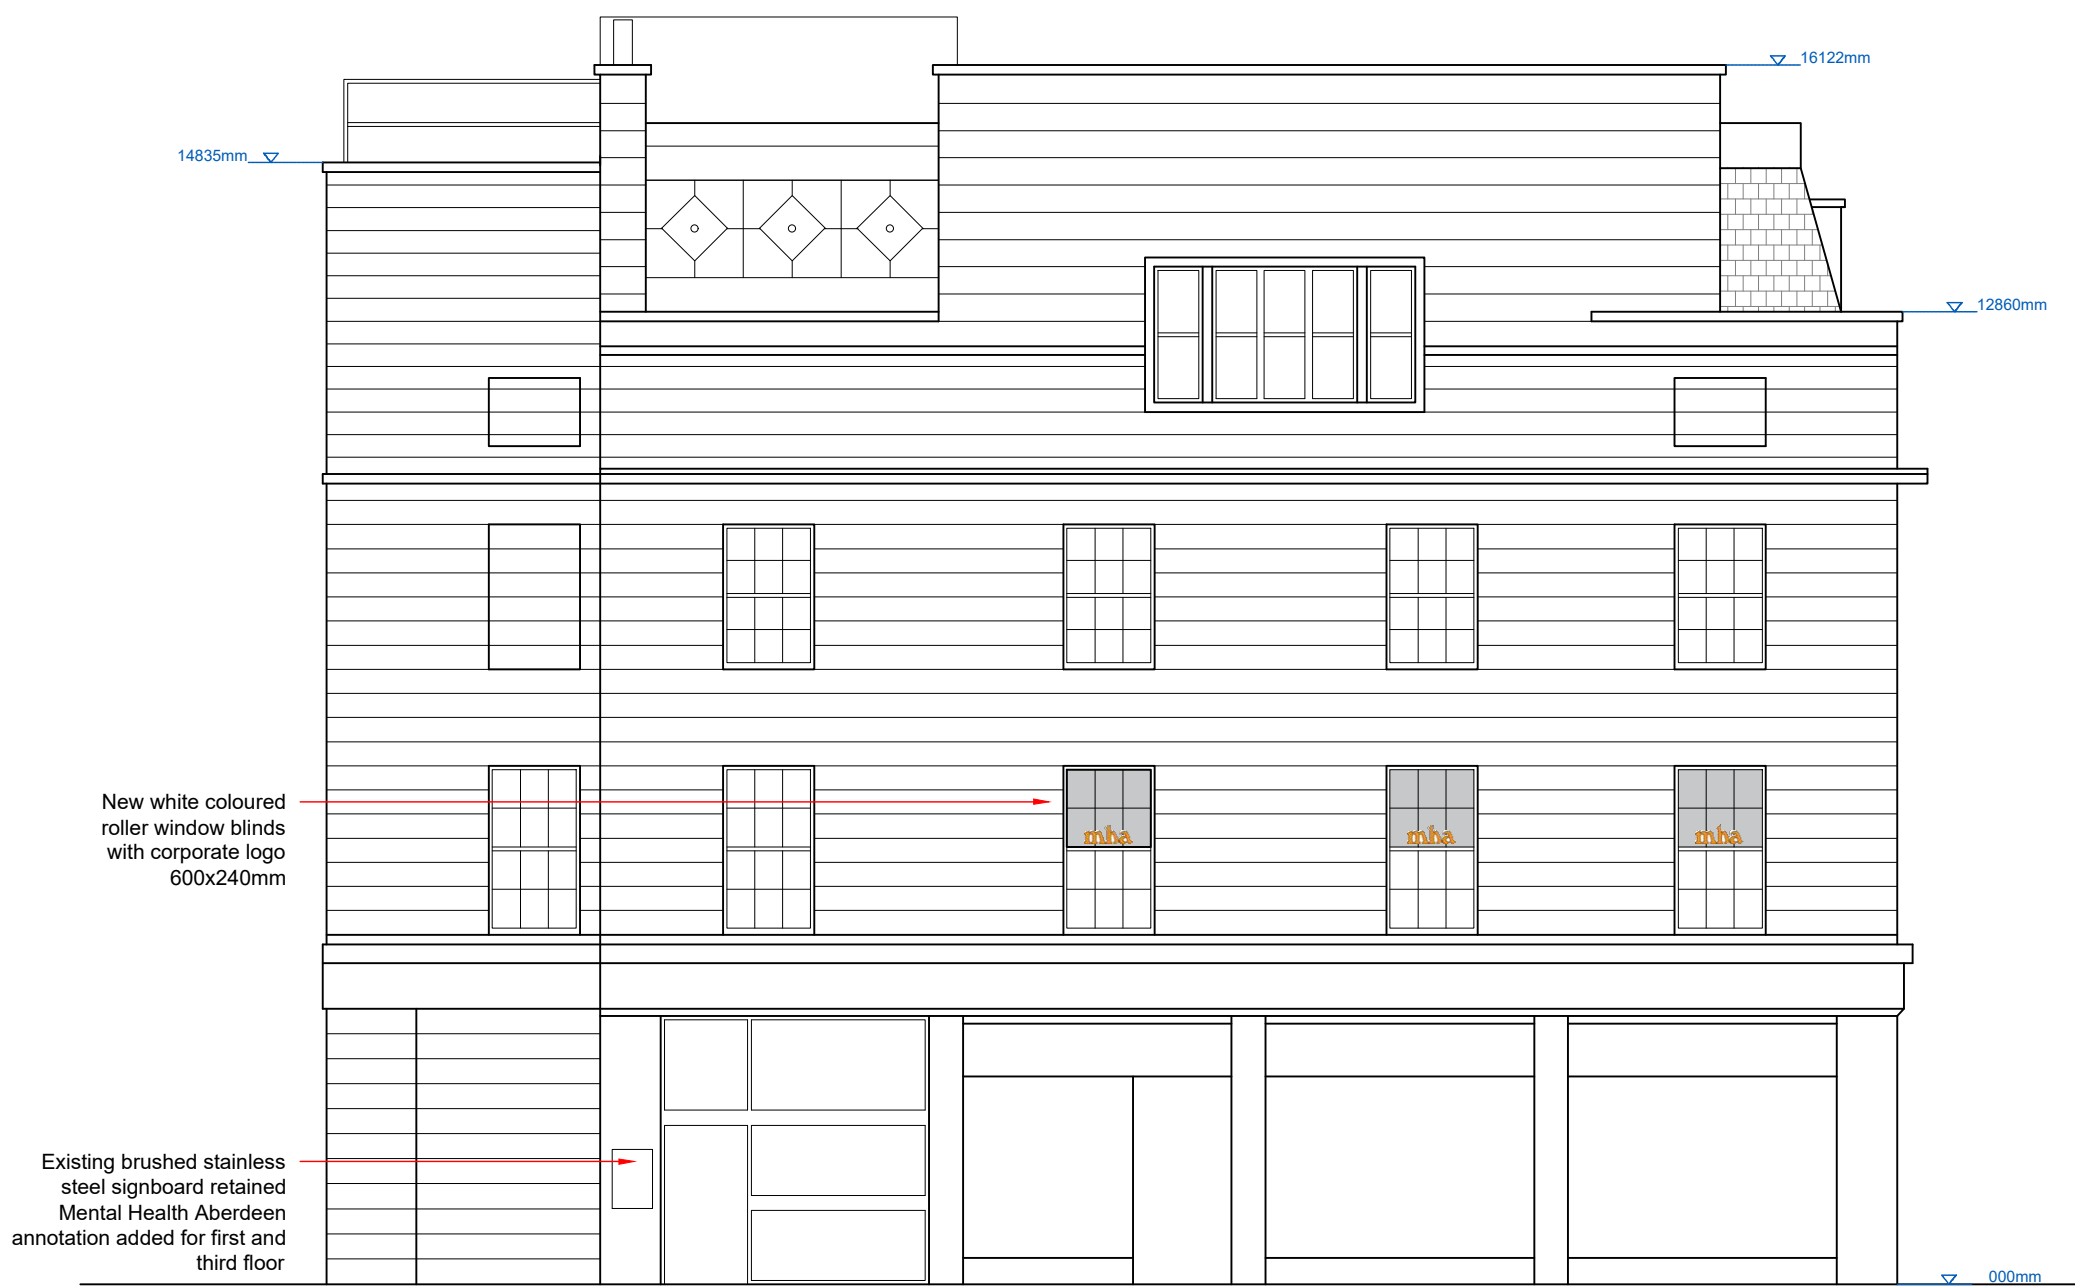 16122mm
14835mm
12860mm
New white coloured
roller window blinds
with corporate logo
600x240mm
mha
mha
mha
Existing brushed stainless
steel signboard retained
Mental Health Aberdeen
annotation added for first and
third floor
000mm